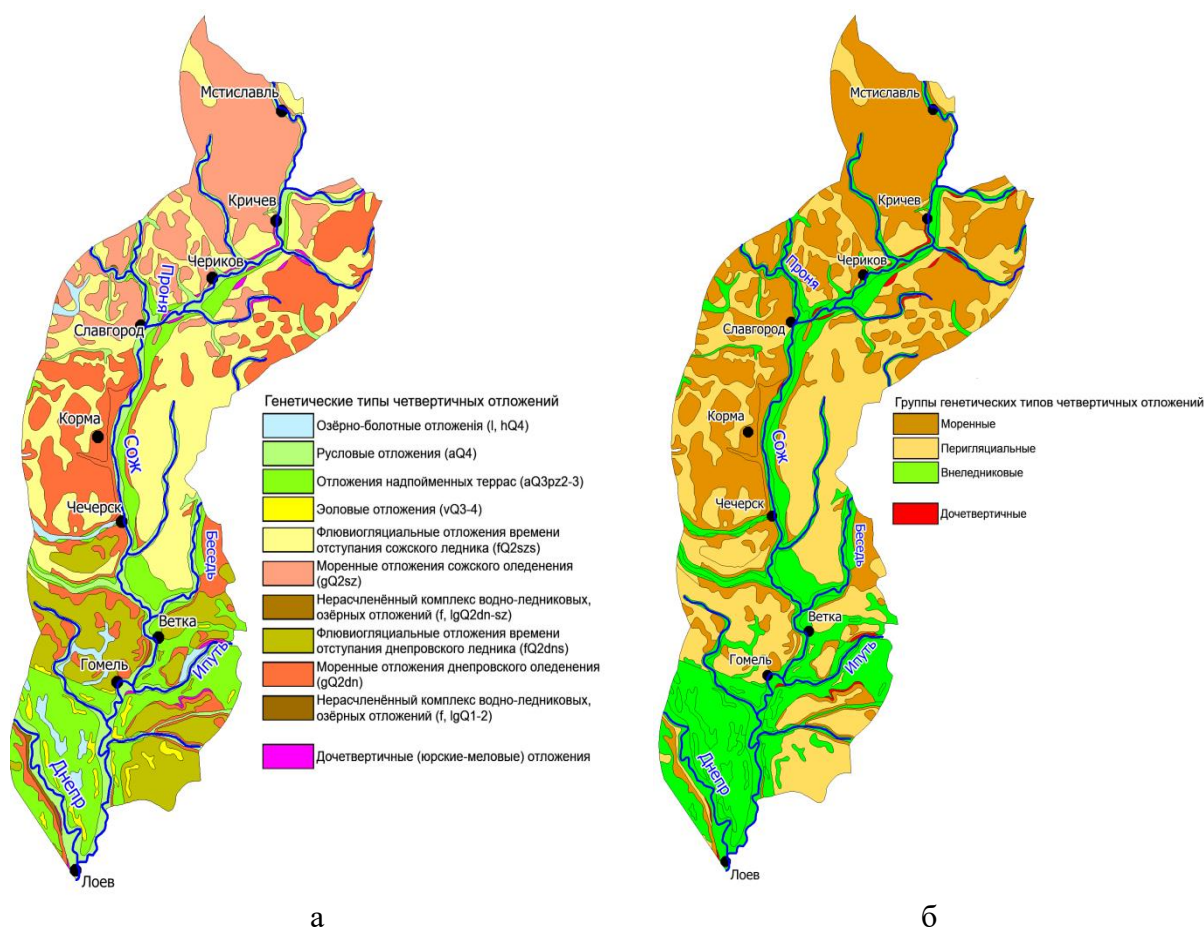 Мстиславль
Кричев
Чериков
Проня
Славгород
Корма
Сож
Чечерск
Беседь
Ветка
Гомель
Ипуть
Днепр
Лоев
Генетические типы четвертичных отложений
Озёрно-болотные отложенія (l, hQ4)
Русловые отложения (aQ4)
Отложения надпойменных террас (aQ3pz2-3)
Эоловые отложения (vQ3-4)
Флювиогляциальные отложения времени
отступания сожского ледника (fQ2szs)
Моренные отложения сожского оледенения
(gQ2sz)
Нерасчленённый комплекс водно-ледниковых,
озёрных отложений (f, lgQ2dn-sz)
Флювиогляциальные отложения времени
отступания днепровского ледника (fQ2dns)
Моренные отложения днепровского оледенения
(gQ2dn)
Нерасчленённый комплекс водно-ледниковых,
озёрных отложений (f, lgQ1-2)
Дочетвертичные (юрские-меловые) отложения
а
Мстиславль
Кричев
Чериков
Проня
Славгород
Корма
Сож
Чечерск
Беседь
Ветка
Гомель
Ипуть
Днепр
Лоев
Группы генетических типов четвертичных отложений
Моренные
Перигляциальные
Внеледниковые
Дочетвертичные
б